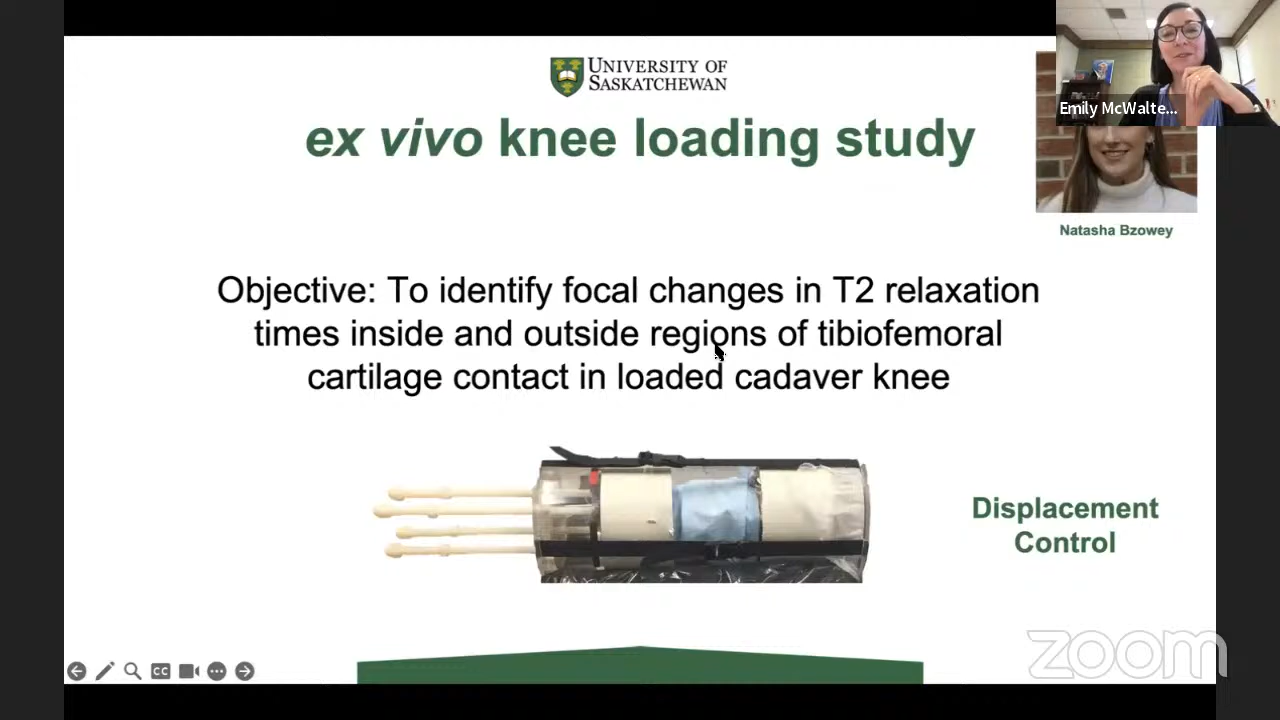 UNIVERSITY OF
SASKATCHEWAN
ex vivo knee loading study
Emily McWalte...
Natasha Bzowey
Objective: To identify focal changes in T2 relaxation
times inside and outside regions of tibiofemoral
cartilage contact in loaded cadaver knee
Displacement
Control
CC
zoom